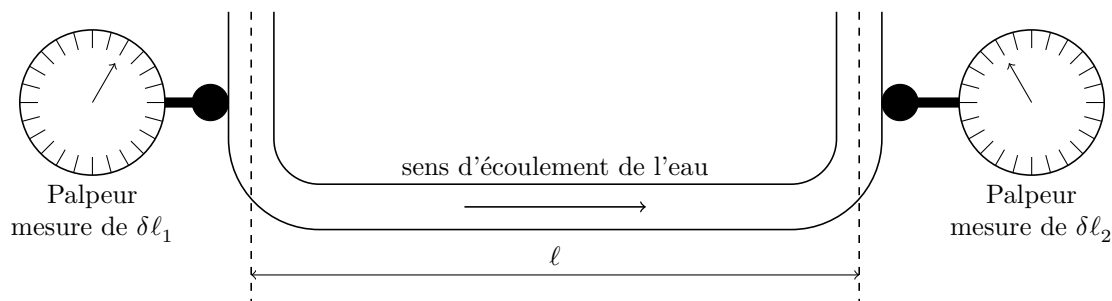 sens d'écoulement de l'eau
Palpeur
mesure de δℓ₁
Palpeur
mesure de δℓ₂
ℓ